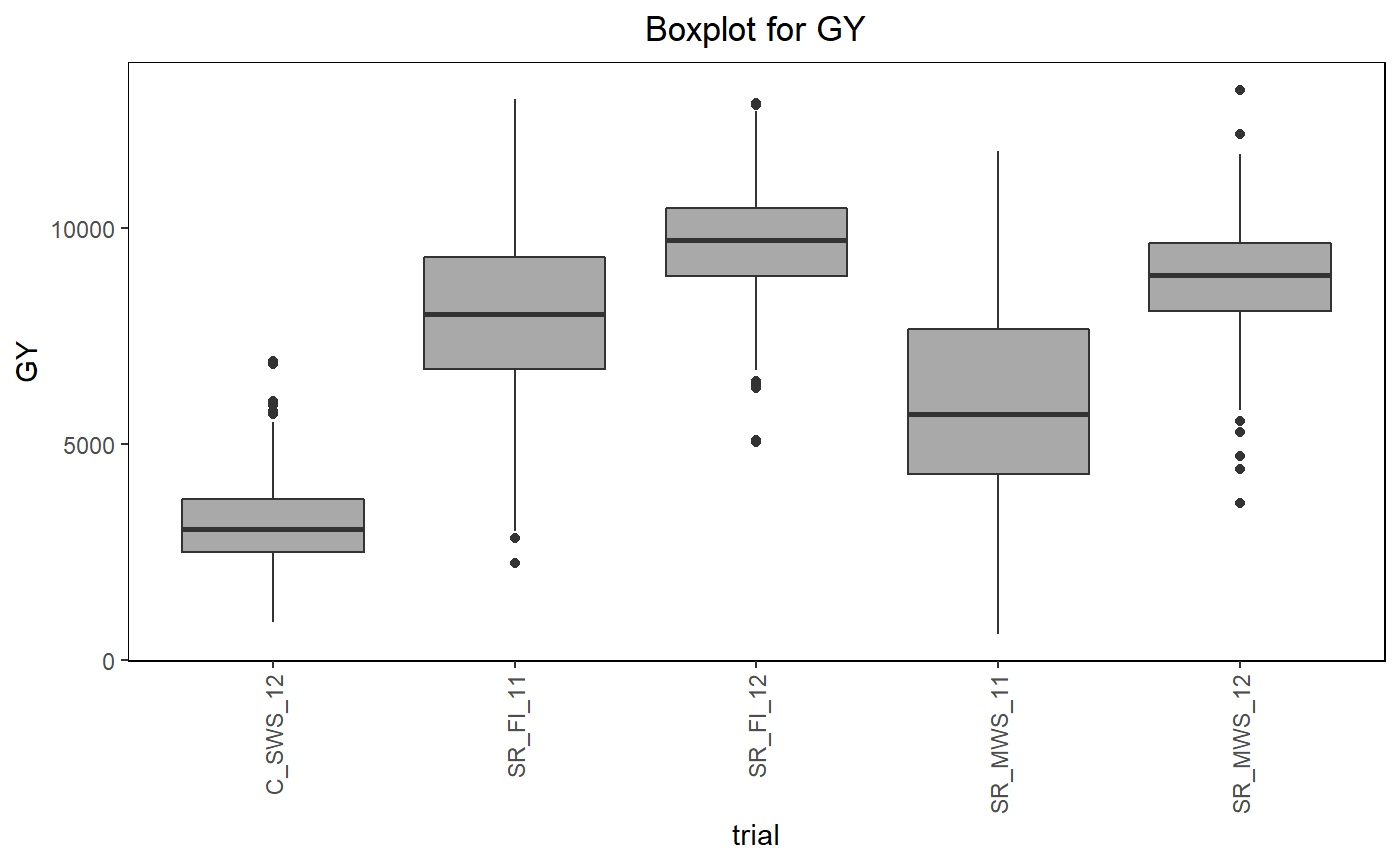 Boxplot for GY
GY
10000
5000
0
C_SWS_12
SR_FI_11
SR_FI_12
SR_MWS_11
SR_MWS_12
trial